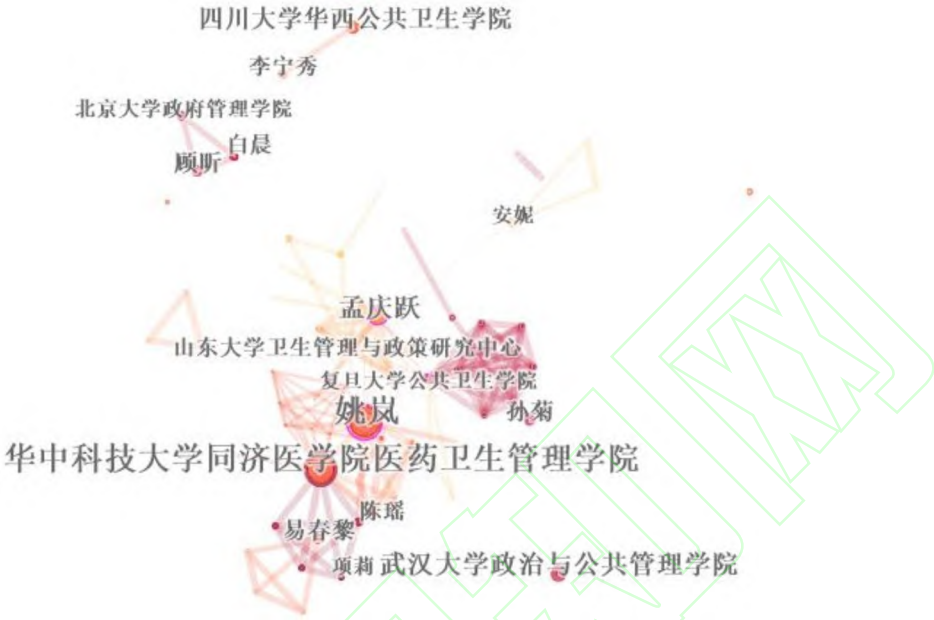 四川大学华西公共卫生学院
李宁秀
北京大学政府管理学院
白晨
顾昕
安妮
孟庆跃
山东大学卫生管理与政策研究中心
复旦大学公共卫生学院
姚岚
孙菊
华中科技大学同济医学院医药卫生管理学院
陈瑶
易春黎
项莉 武汉大学政治与公共管理学院